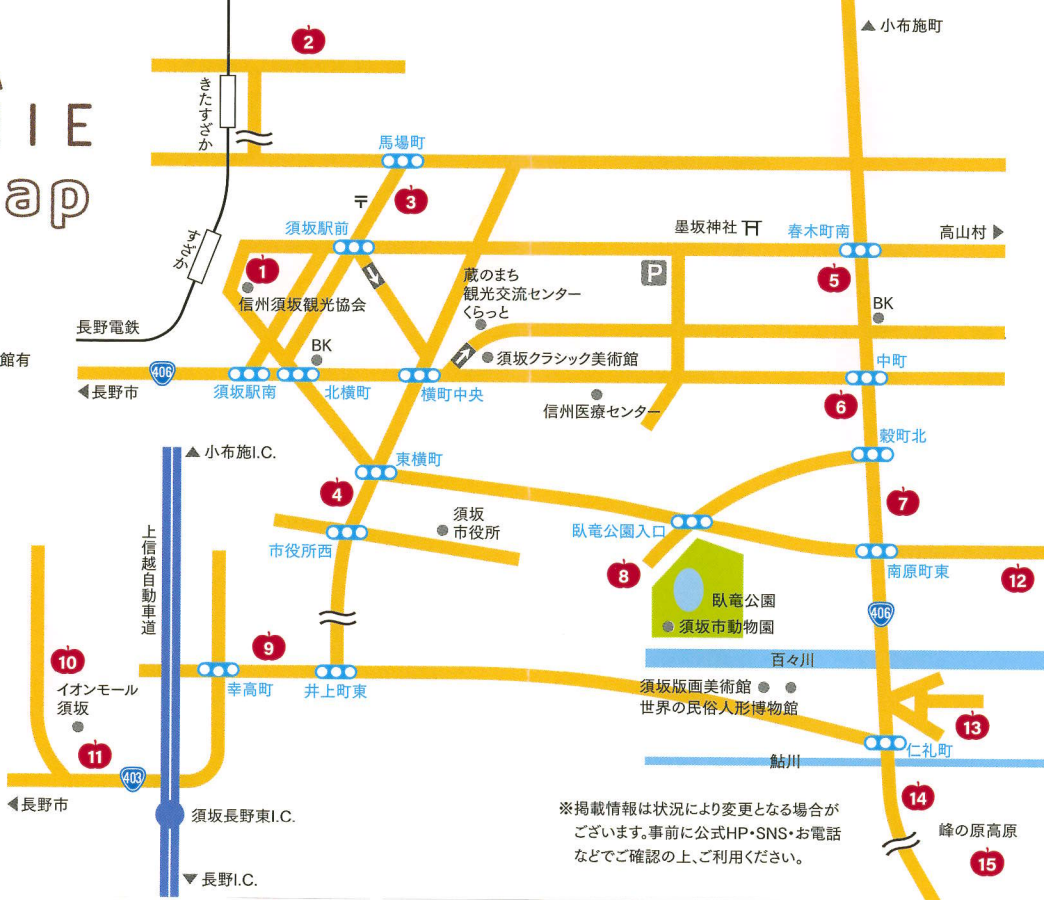 IE
ap
2
▲小布施町
きたすざか
馬場町
3
〒
須坂駅前
墨坂神社
春木町南
高山村▶
すざか
1
P
5
蔵のまち
観光交流センター
くらっと
信州須坂観光協会
BK
長野電鉄
BK
須坂クラシック美術館
館有
406
中町
◀長野市
須坂駅南
北横町
横町中央
信州医療センター
6
穀町北
▲小布施I.C.
東横町
4
7
須坂
市役所
市役所西
臥竜公園入口
上信越自動車道
8
南原町東
12
臥竜公園
406
須坂市動物園
9
10
百々川
イオンモール
須坂
幸高町
井上町東
須坂版画美術館
世界の民俗人形博物館
13
11
仁礼町
鮎川
403
14
◀長野市
須坂長野東I.C.
※掲載情報は状況により変更となる場合が
ございます。事前に公式HP・SNS・お電話
などでご確認の上、ご利用ください。
峰の原高原
15
▼長野I.C.